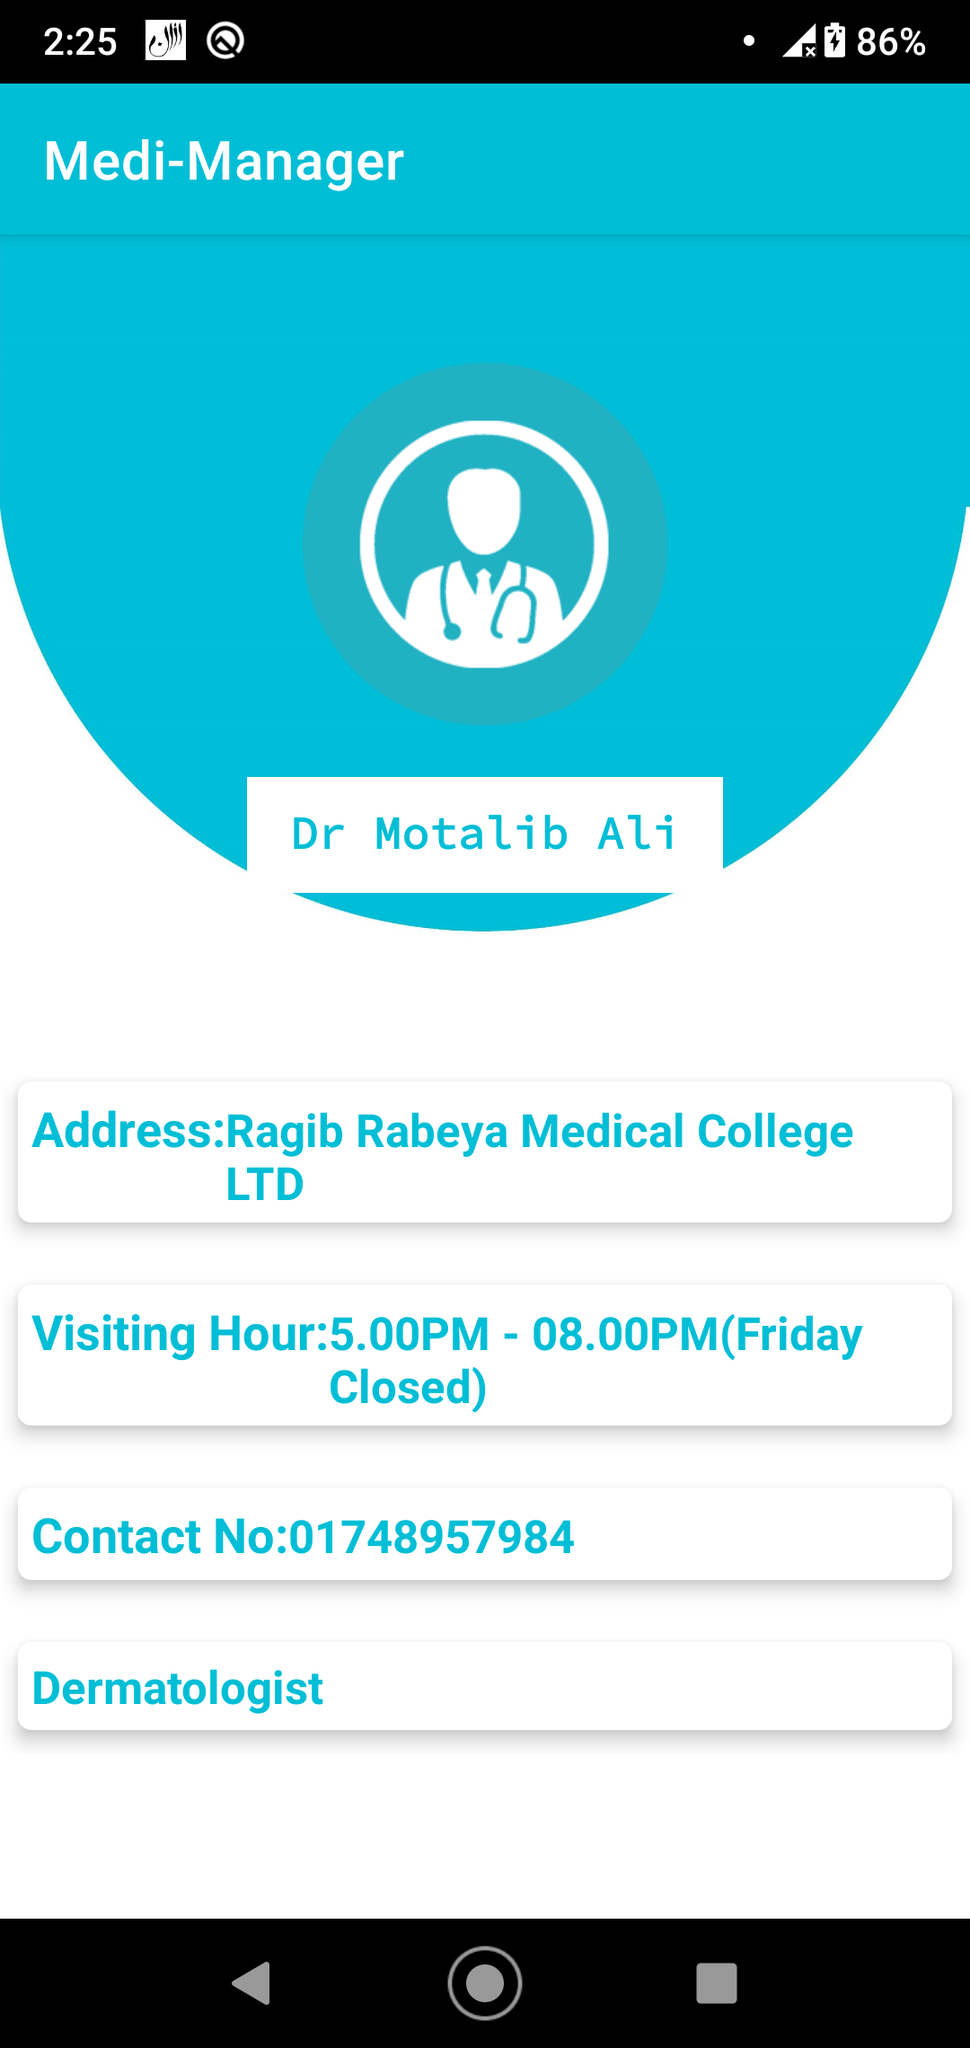 2:25
86%
Medi-Manager
Dr Motalib Ali
Address:Ragib Rabeya Medical College
LTD
Visiting Hour:5.00PM - 08.00PM(Friday
Closed)
Contact No:01748957984
Dermatologist